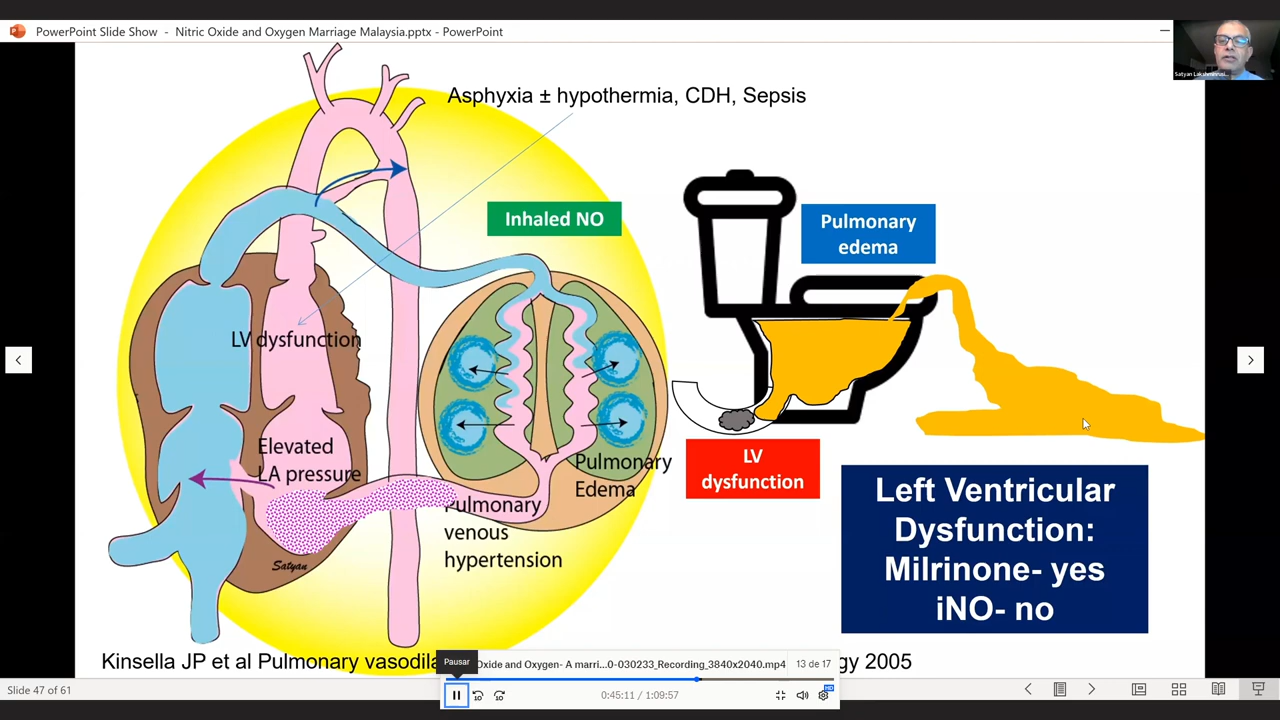 PowerPoint Slide Show - Nitric Oxide and Oxygen Marriage Malaysia.pptx - PowerPoint
Asphyxia ± hypothermia, CDH, Sepsis
Inhaled NO
Pulmonary
edema
LV dysfunction
Elevated
LA pressure
Pulmonary
Edema
Pulmonary
venous
hypertension
Satyan
LV
dysfunction
Left Ventricular
Dysfunction:
Milrinone- yes
iNO- no
Kinsella JP et al Pulmonary
2005
Pausar
Oxide and Oxygen- A marri...0-030233_Recording_3840x2040.mp4
13 de 17
10
10
0:45:11 / 1:09:57
HD
Slide 47 of 61